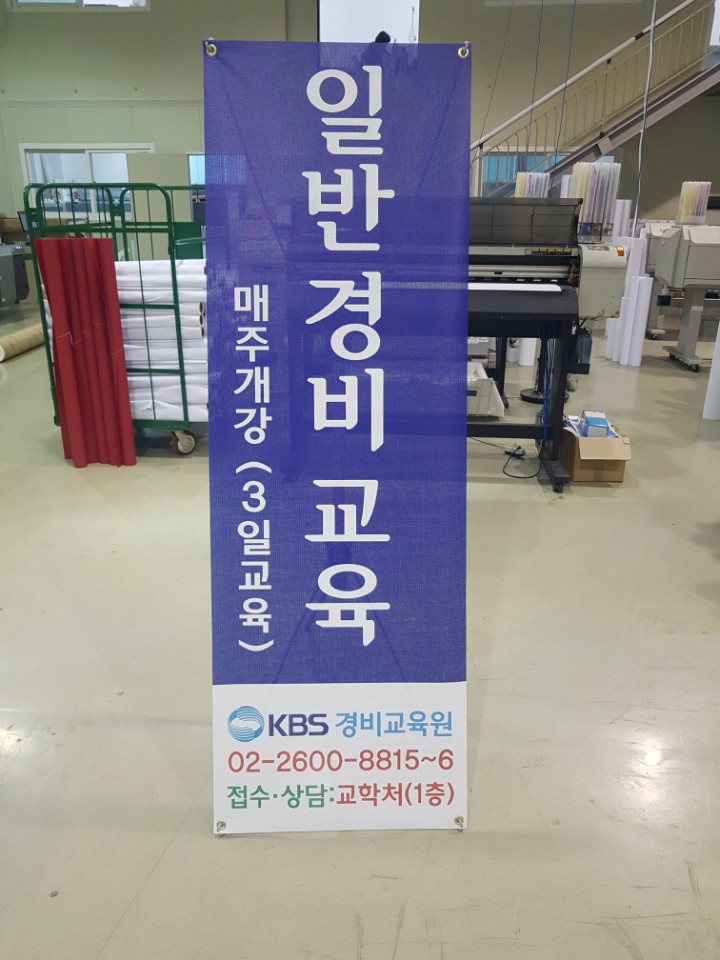 일반경비교육
매주개강 (3일교육)
KBS 경비교육원
02-2600-8815~6
접수·상담:교학처(1층)